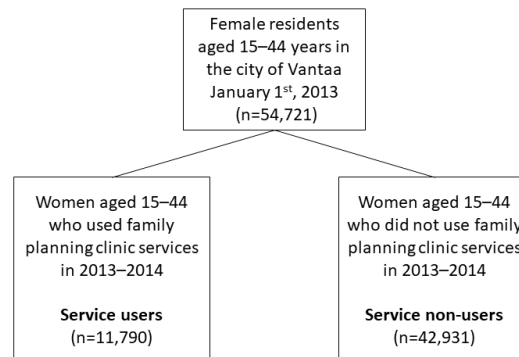 Female residents
aged 15–44 years in
the city of Vantaa
January 1st, 2013
(n=54,721)
Women aged 15–44
who used family
planning clinic services
in 2013–2014
Service users
(n=11,790)
Women aged 15–44
who did not use family
planning clinic services
in 2013–2014
Service non-users
(n=42,931)